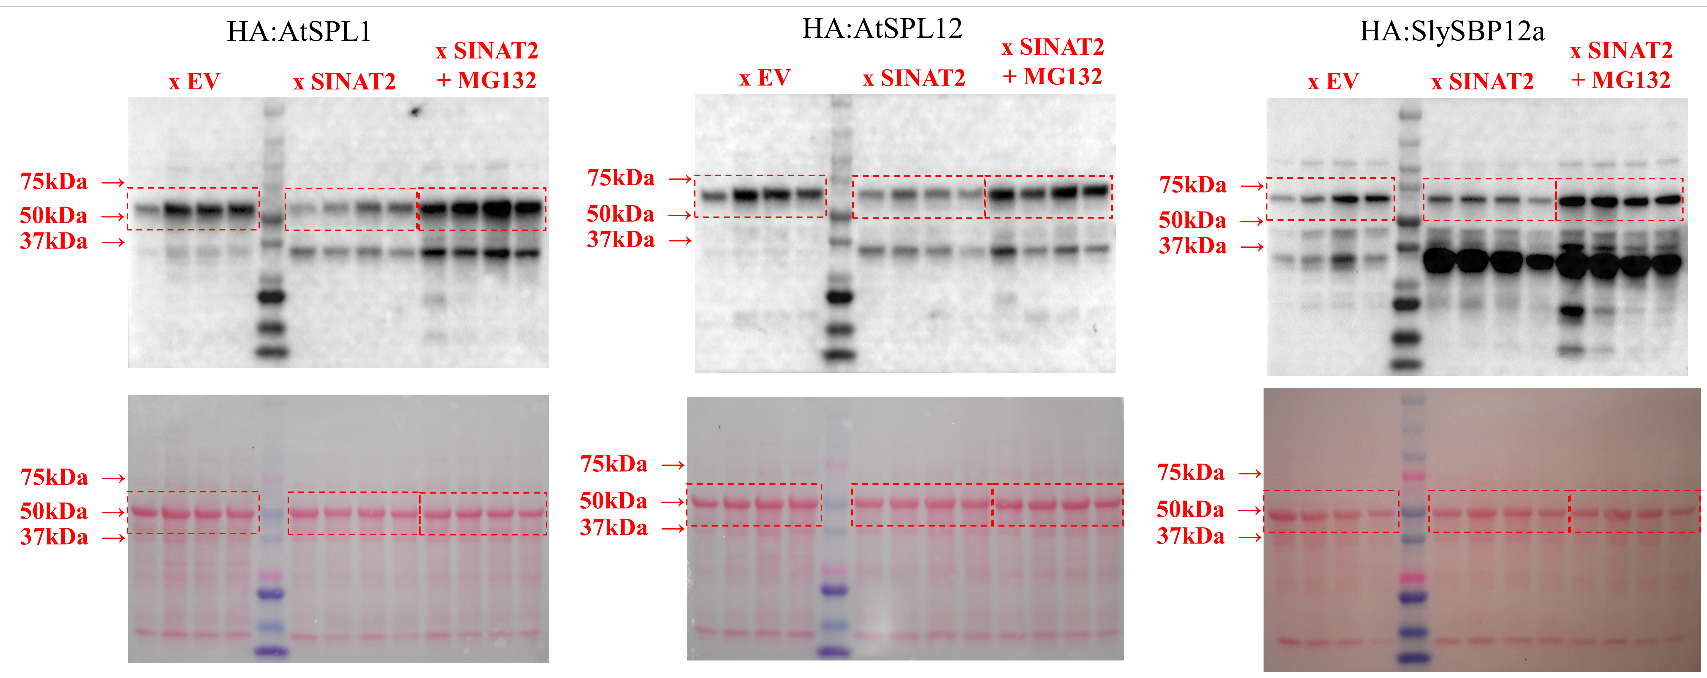 HA:AtSPL1
x EV
x SINAT2
x SINAT2
+ MG132
75kDa →
50kDa →
37kDa →
75kDa →
50kDa →
37kDa →
HA:AtSPL12
x EV
x SINAT2
x SINAT2
+ MG132
75kDa →
50kDa →
37kDa →
75kDa →
50kDa →
37kDa →
HA:SlySBP12a
x EV
x SINAT2
x SINAT2
+ MG132
75kDa →
50kDa →
37kDa →
75kDa →
50kDa →
37kDa →